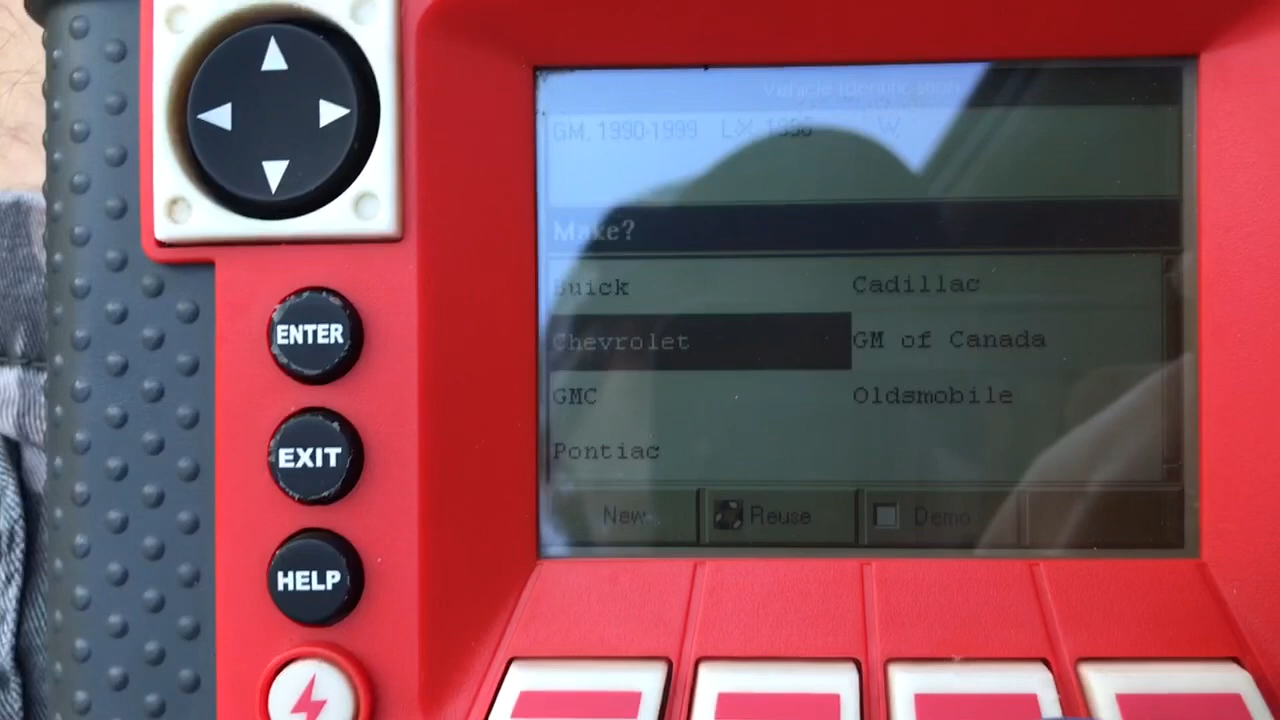 Vehicle Identification
GM, 1990-1999 L-X, 1996 W,
Make?
Buick Cadillac
Chevrolet GM of Canada
GMC Oldsmobile
Pontiac
New Reuse Demo
ENTER
EXIT
HELP